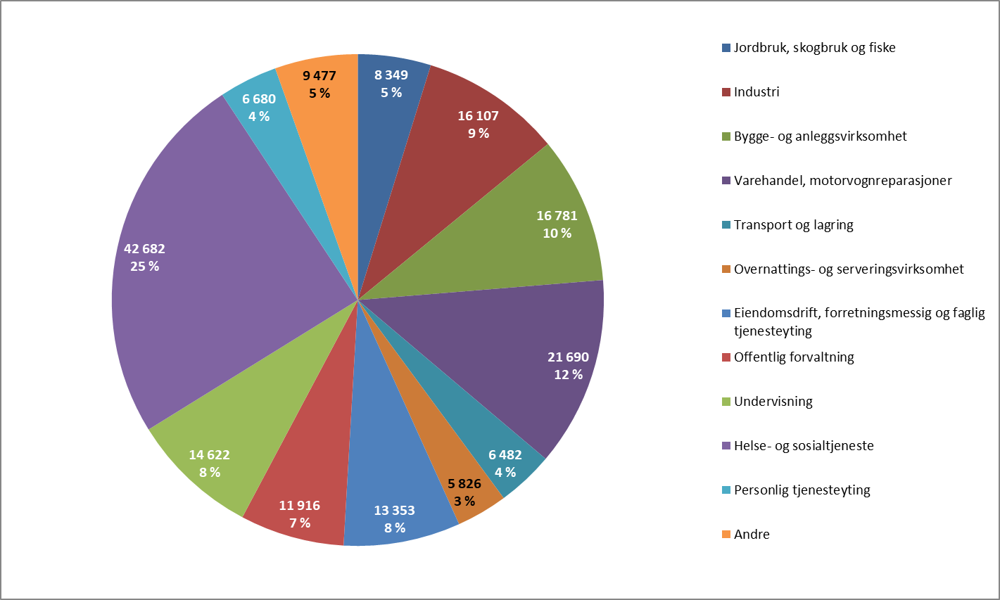 8 349
5 %
16 107
9 %
16 781
10 %
21 690
12 %
6 482
4 %
5 826
3 %
13 353
8 %
11 916
7 %
14 622
8 %
42 682
25 %
6 680
4 %
9 477
5 %
Jordbruk, skogbruk og fiske
Industri
Bygge- og anleggsvirksomhet
Varehandel, motorvognreparasjoner
Transport og lagring
Overnattings- og serveringsvirksomhet
Eiendomsdrift, forretningsmessig og faglig
tjenesteyting
Offentlig forvaltning
Undervisning
Helse- og sosialtjeneste
Personlig tjenesteyting
Andre